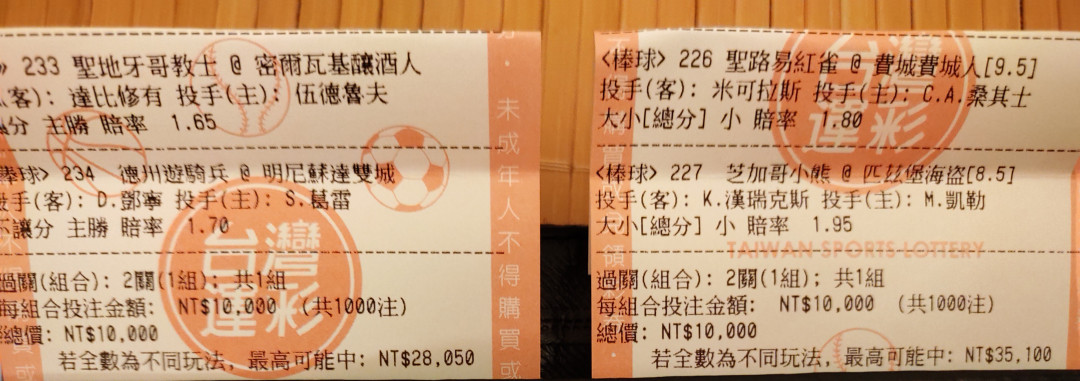 233 聖地牙哥教士 @ 密爾瓦基釀酒人
客): 達比修有 投手(主): 伍德魯夫
分 主勝 賠率 1.65
棒球> 234 德州遊騎兵 @ 明尼蘇達雙城
手(客): D.鄧寧 投手(主): S.葛雷
不讓分 主勝 賠率 1.70
過關(組合): 2關(1組); 共1組
每組合投注金額: NT$10,000 (共1000注)
總價: NT$10,000
若全數為不同玩法, 最高可能中: NT$28,050
台灣運彩
未成年人不得購買或
<棒球> 226 聖路易紅雀 @ 費城費城人[9.5]
投手(客): 米可拉斯 投手(主): C.A.桑其士
大小[總分] 小 賠率 1.80
<棒球> 227 芝加哥小熊 @ 匹茲堡海盜[8.5]
投手(客): K.漢瑞克斯 投手(主): M.凱勒
大小[總分] 小 賠率 1.95
TAIWAN SPORTS LOTTERY
過關(組合): 2關(1組); 共1組
每組合投注金額: NT$10,000 (共1000注)
總價: NT$10,000
若全數為不同玩法, 最高可能中: NT$35,100
台灣運彩